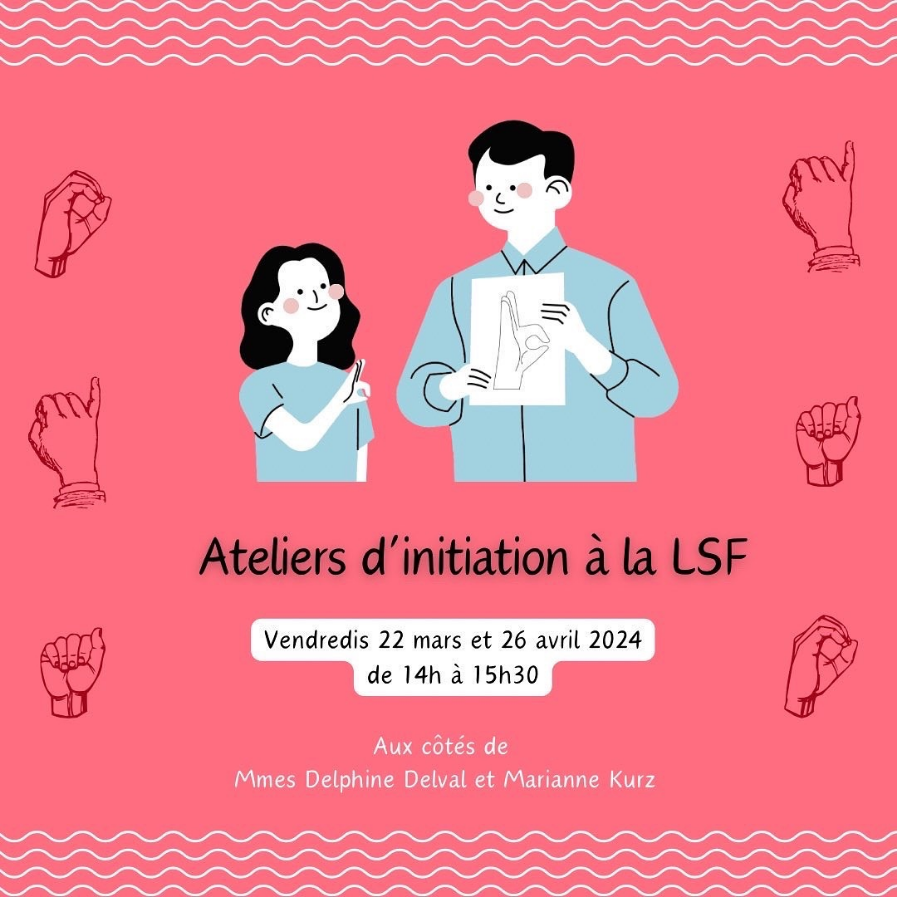 Ateliers d'initiation à la LSF
Vendredis 22 mars et 26 avril 2024
de 14h à 15h30
Aux côtés de
Mmes Delphine Delval et Marianne Kurz